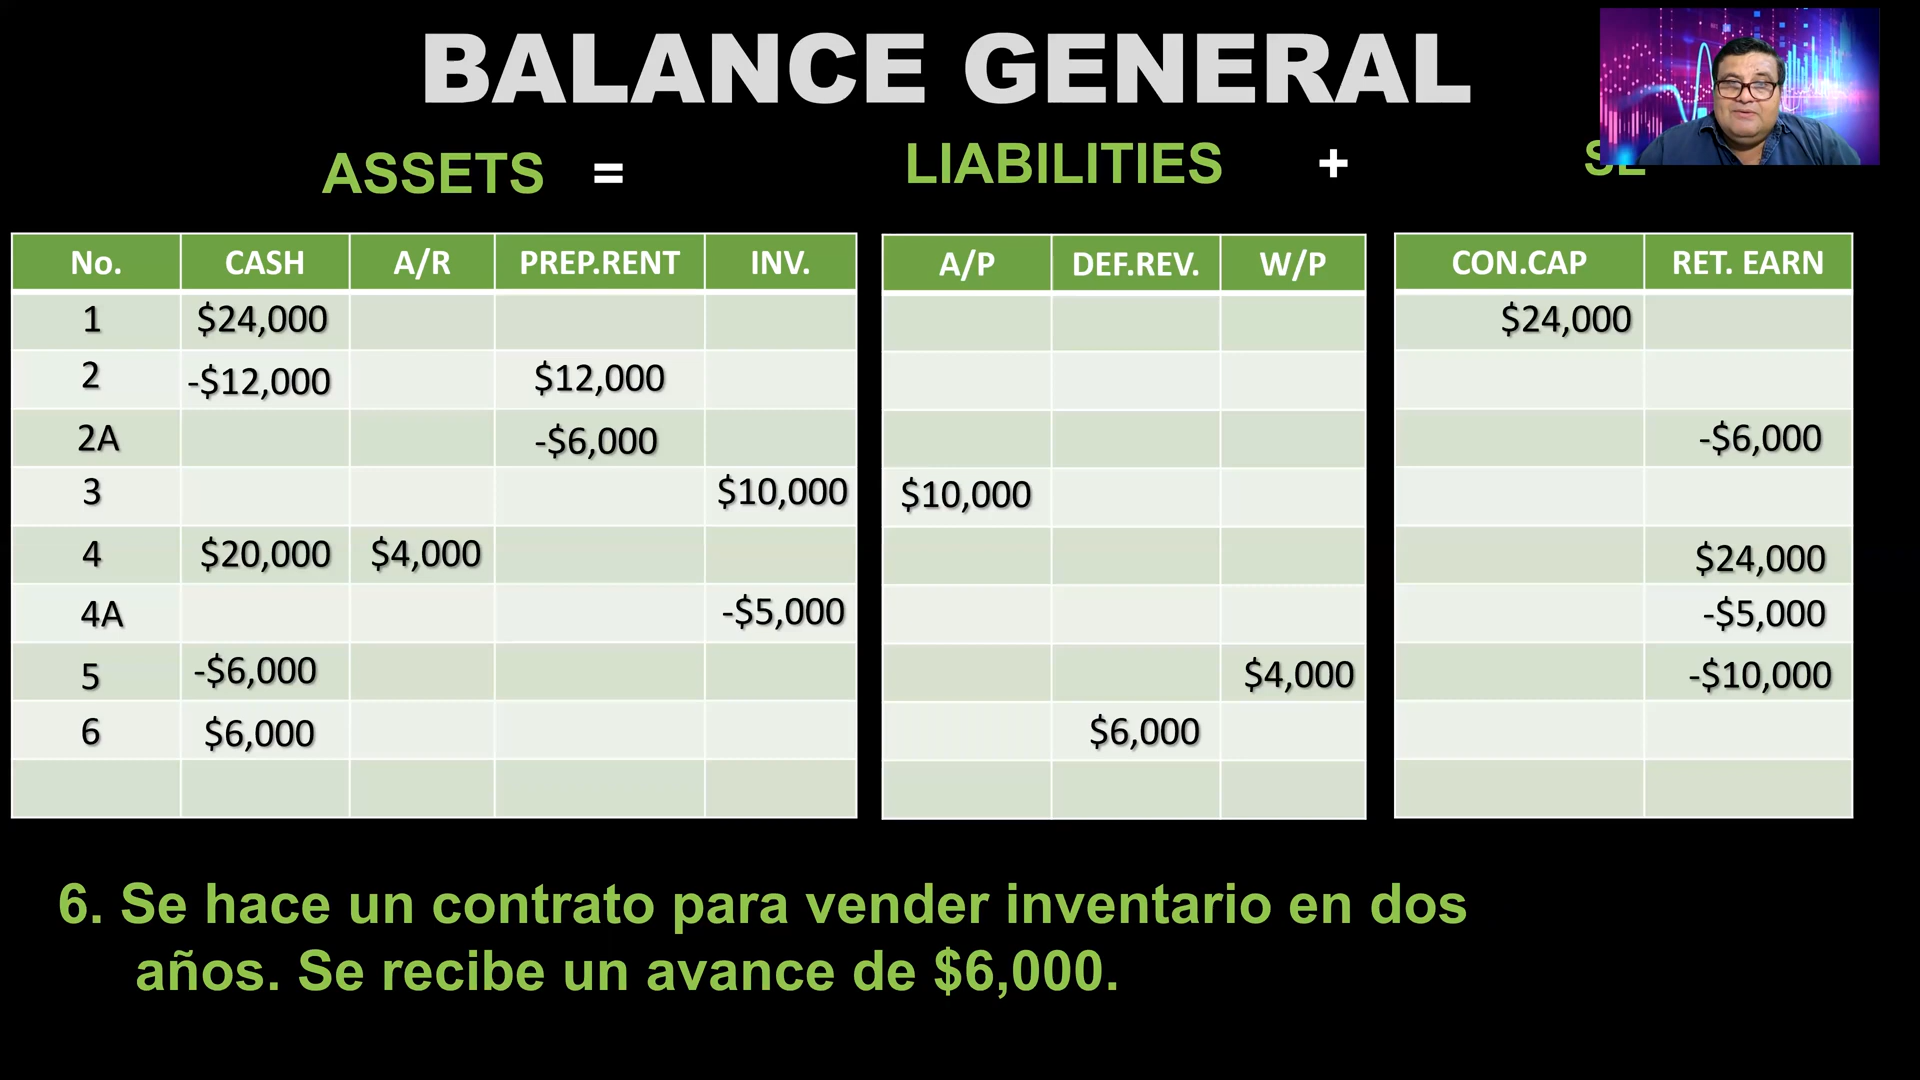 BALANCE GENERAL
ASSETS = LIABILITIES + SE
No. CASH A/R PREP.RENT INV. A/P DEF.REV. W/P CON.CAP RET. EARN
1 $24,000 $24,000
2 -$12,000 $12,000
2A -$6,000 -$6,000
3 $10,000 $10,000
4 $20,000 $4,000 $24,000
4A -$5,000 -$5,000
5 -$6,000 $4,000 -$10,000
6 $6,000 $6,000
6. Se hace un contrato para vender inventario en dos
años. Se recibe un avance de $6,000.